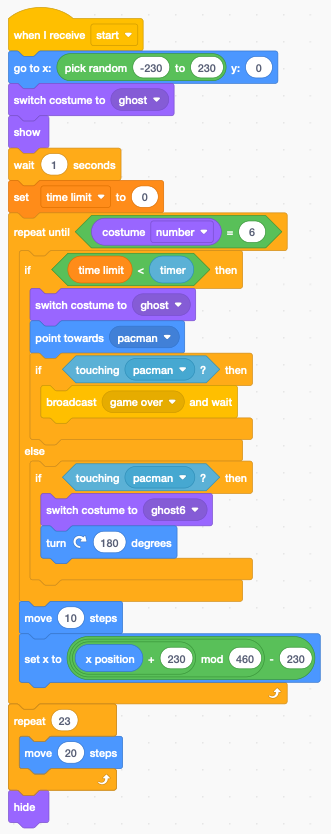 when I receive start
go to x: pick random -230 to 230 y: 0
switch costume to ghost
show
wait 1 seconds
set time limit to 0
repeat until costume number = 6
if time limit < timer then
switch costume to ghost
point towards pacman
if touching pacman ? then
broadcast game over and wait
else
if touching pacman ? then
switch costume to ghost6
turn 180 degrees
move 10 steps
set x to x position + 230 mod 460 - 230
repeat 23
move 20 steps
hide